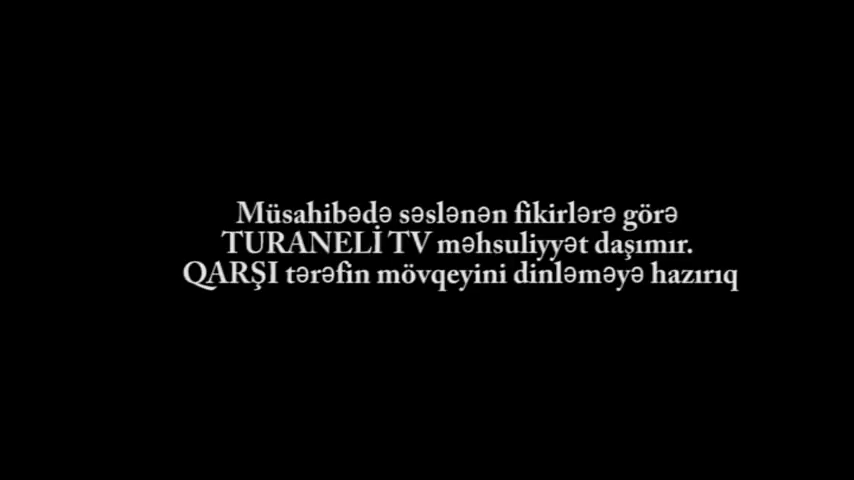 Müsahibədə səslənən fikirlərə görə
TURANELİ TV məhsuliyyət daşımır.
QARŞI tərəfin mövqeyini dinləməyə hazırıq